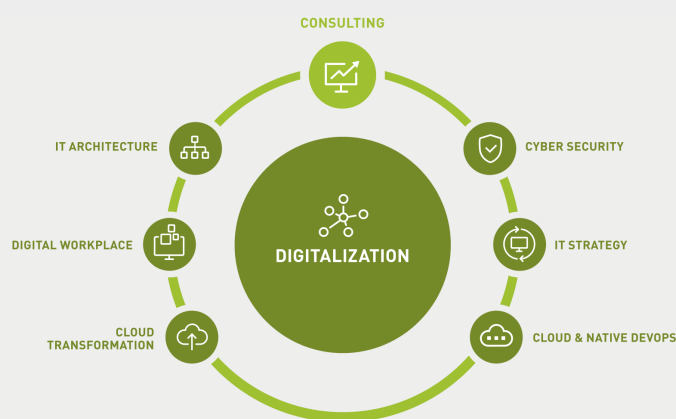 CONSULTING
IT ARCHITECTURE
CYBER SECURITY
DIGITAL WORKPLACE
DIGITALIZATION
IT STRATEGY
CLOUD
TRANSFORMATION
CLOUD & NATIVE DEVOPS